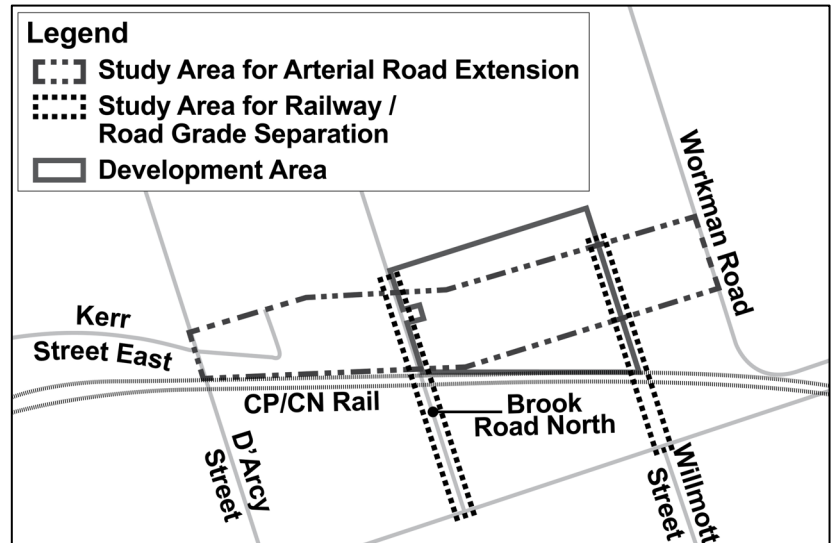 Legend
Study Area for Arterial Road Extension
Study Area for Railway /
Road Grade Separation
Development Area
Workman Road
Kerr
Street East
CP/CN Rail
Brook
Road North
D'Arcy
Street
Willmott
Street